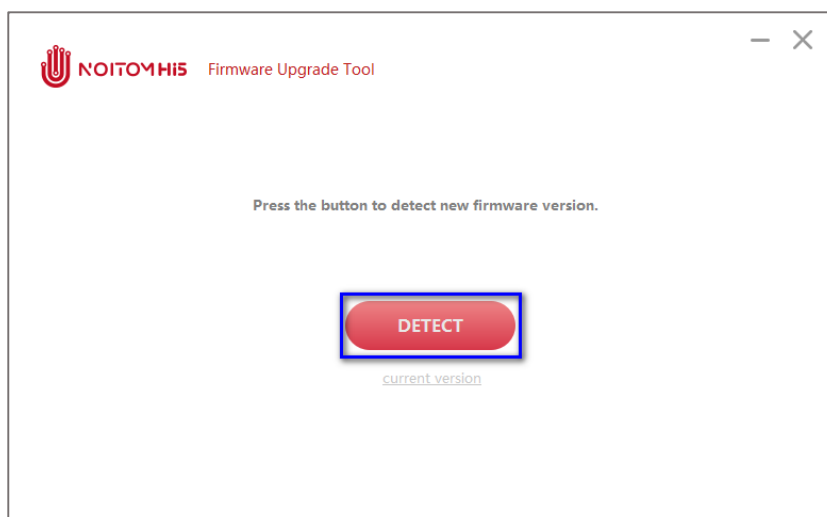 NOITOM Hi5 Firmware Upgrade Tool
Press the button to detect new firmware version.
DETECT
current version